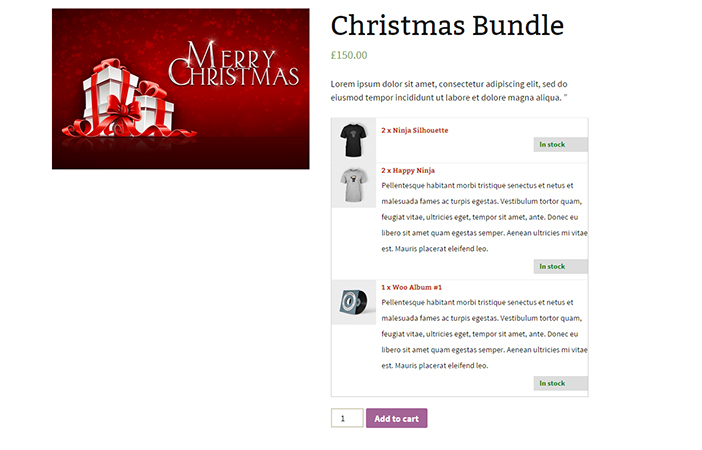 MERRY
CHRISTMAS
Christmas Bundle
£150.00
Lorem ipsum dolor sit amet, consectetur adipiscing elit, sed do
eiusmod tempor incididunt ut labore et dolore magna aliqua. "
2 x Ninja Silhouette
In stock
2 x Happy Ninja
Pellentesque habitant morbi tristique senectus et netus et
malesuada fames ac turpis egestas. Vestibulum tortor quam,
feugiat vitae, ultricies eget, tempor sit amet, ante. Donec eu
libero sit amet quam egestas semper. Aenean ultricies mi vitae
est. Mauris placerat eleifend leo.
In stock
1 x Woo Album #1
Pellentesque habitant morbi tristique senectus et netus et
malesuada fames ac turpis egestas. Vestibulum tortor quam,
feugiat vitae, ultricies eget, tempor sit amet, ante. Donec eu
libero sit amet quam egestas semper. Aenean ultricies mi vitae
est. Mauris placerat eleifend leo.
In stock
1
Add to cart